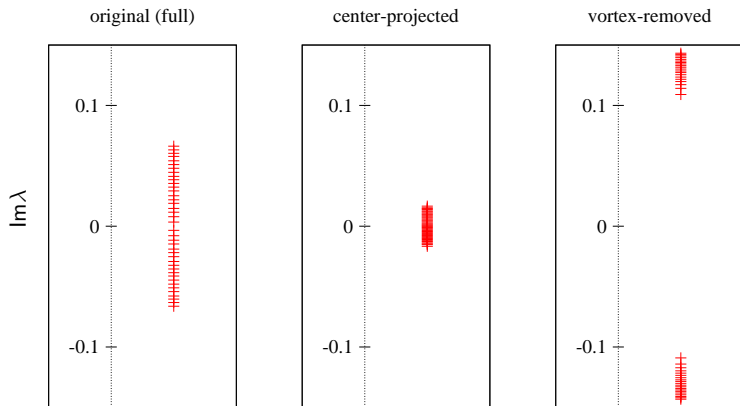 original (full) center-projected vortex-removed
0.1 0.1 0.1
Im λ 0 0 0
-0.1 -0.1 -0.1